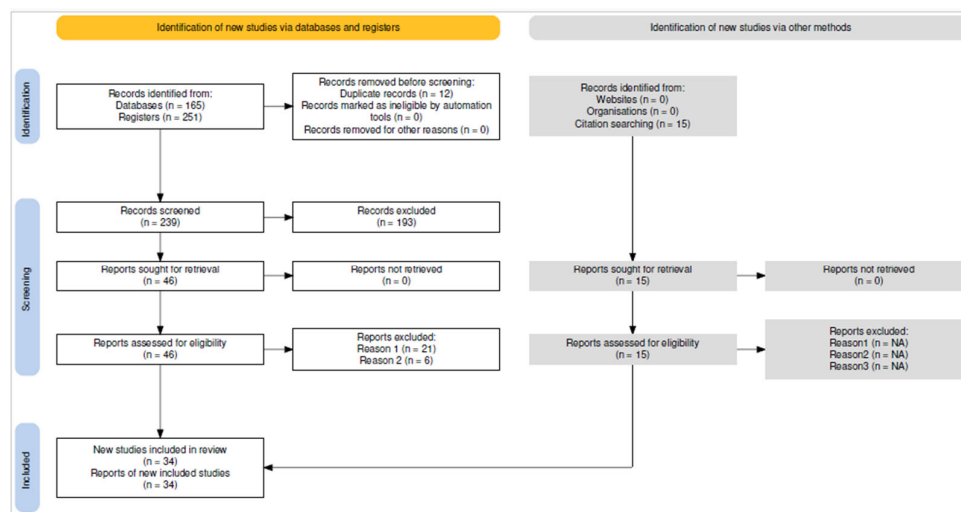 Identification of new studies via databases and registers
Identification of new studies via other methods
Identification
Records identified from:
Databases (n = 165)
Registers (n = 251)
Records removed before screening:
Duplicate records (n = 12)
Records marked as ineligible by automation
tools (n = 0)
Records removed for other reasons (n = 0)
Records identified from:
Websites (n = 0)
Organisations (n = 0)
Citation searching (n = 15)
Screening
Records screened
(n = 239)
Records excluded
(n = 193)
Reports sought for retrieval
(n = 46)
Reports not retrieved
(n = 0)
Reports sought for retrieval
(n = 15)
Reports not retrieved
(n = 0)
Reports assessed for eligibility
(n = 46)
Reports excluded:
Reason 1 (n = 21)
Reason 2 (n = 6)
Reports assessed for eligibility
(n = 15)
Reports excluded:
Reason1 (n = NA)
Reason2 (n = NA)
Reason3 (n = NA)
Included
New studies included in review
(n = 34)
Reports of new included studies
(n = 34)